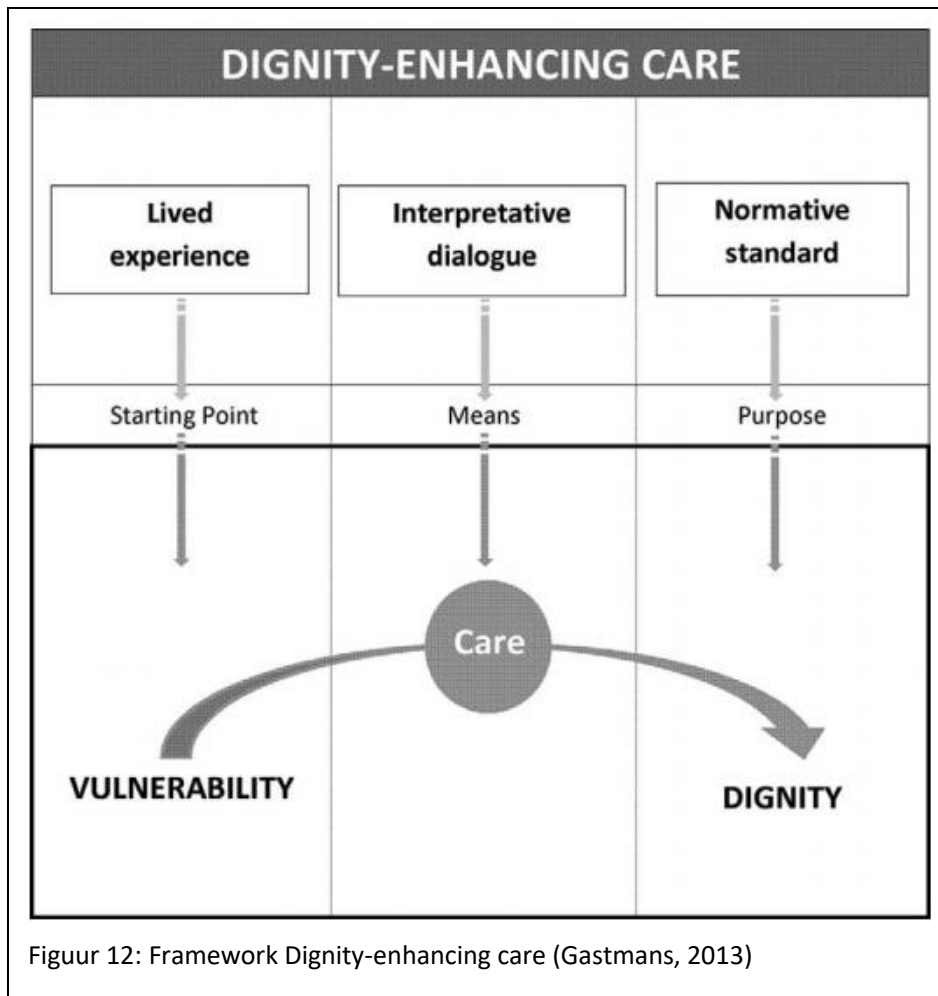 DIGNITY-ENHANCING CARE
Lived
experience
Interpretative
dialogue
Normative
standard
Starting Point
Means
Purpose
Care
VULNERABILITY
DIGNITY
Figuur 12: Framework Dignity-enhancing care (Gastmans, 2013)